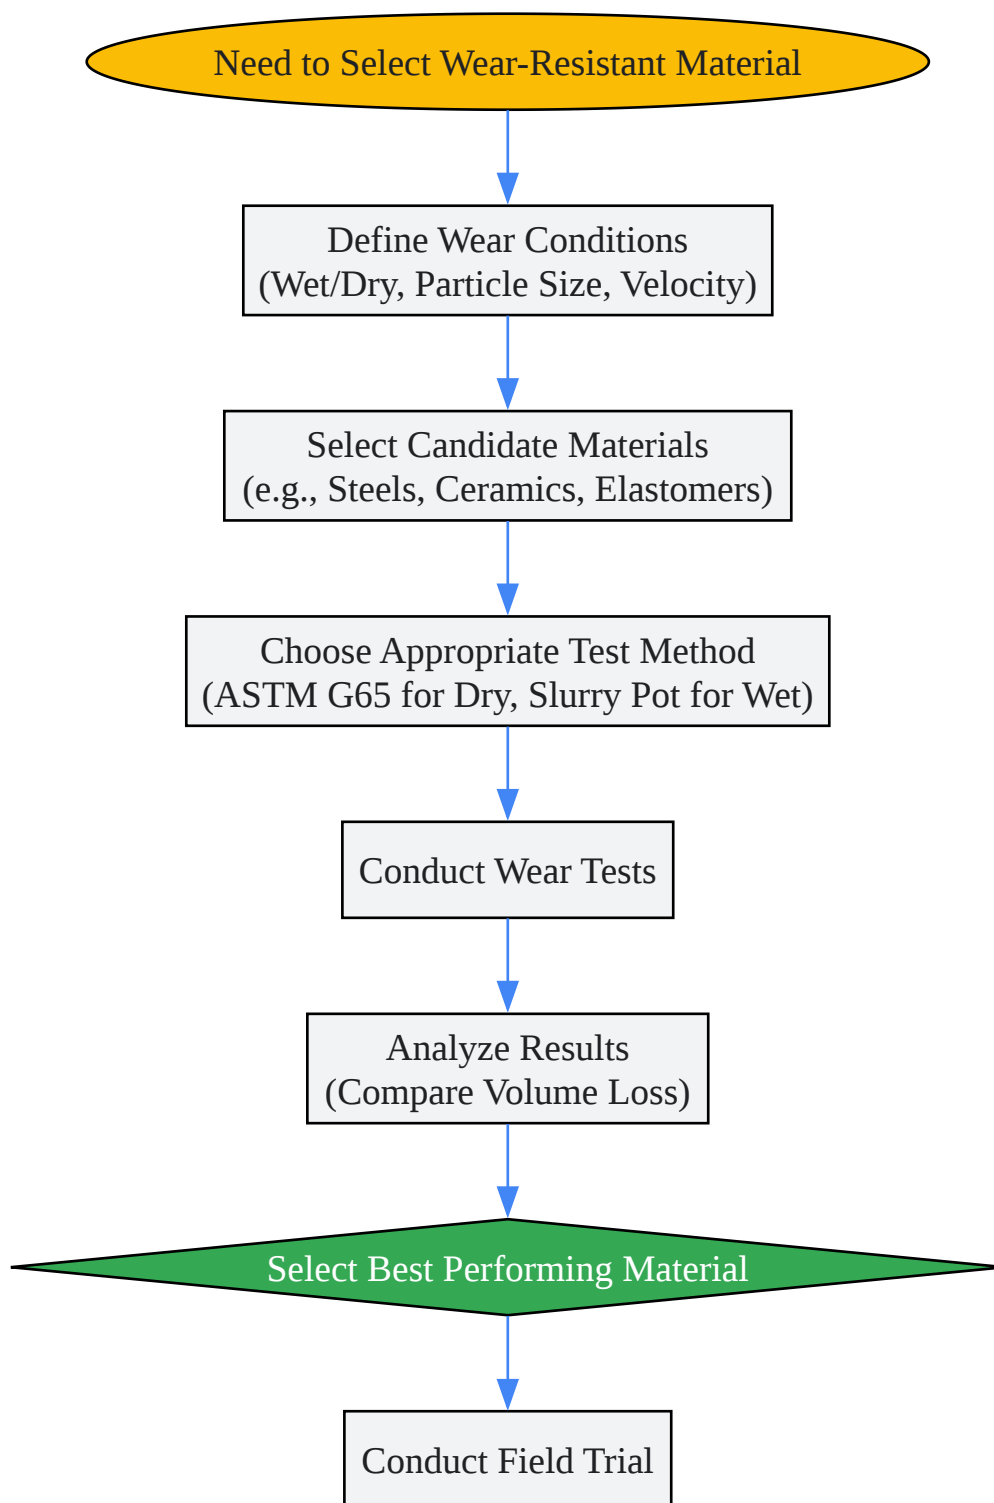 Need to Select Wear-Resistant Material
Define Wear Conditions
(Wet/Dry, Particle Size, Velocity)
Select Candidate Materials
(e.g., Steels, Ceramics, Elastomers)
Choose Appropriate Test Method
(ASTM G65 for Dry, Slurry Pot for Wet)
Conduct Wear Tests
Analyze Results
(Compare Volume Loss)
Select Best Performing Material
Conduct Field Trial